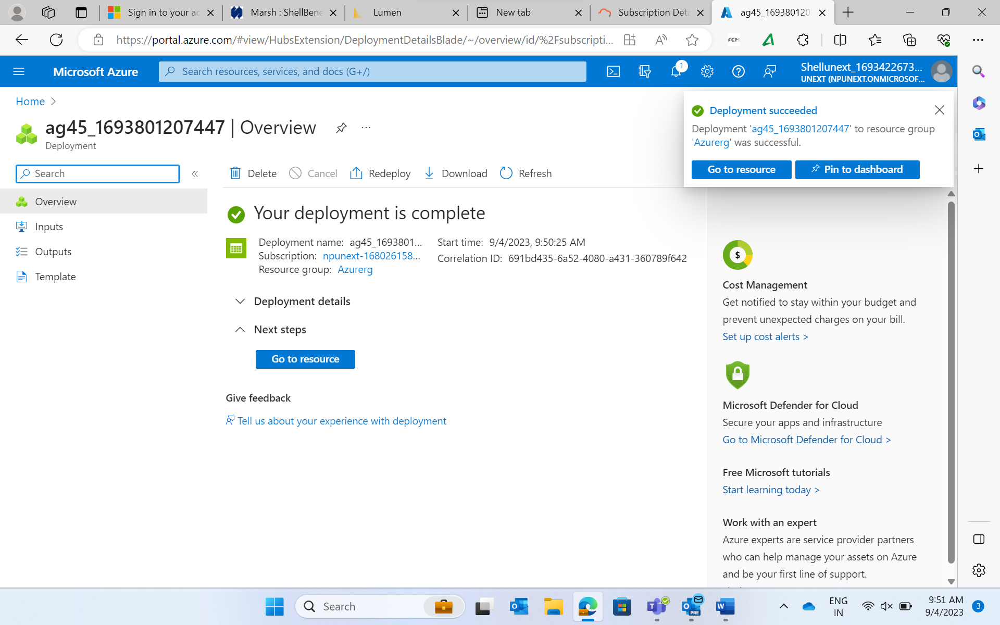 Sign in to your ac
Marsh : ShellBene
Lumen
New tab
Subscription Deta
ag45_169380120
https://portal.azure.com/#view/HubsExtension/DeploymentDetailsBlade/~/overview/id/%2Fsubscripti...
FCM
Microsoft Azure
Search resources, services, and docs (G+/)
1
Shellunext_1693422673...
UNEXT (NPUNEXT.ONMICROSOF...
Home
ag45_1693801207447 | Overview
Deployment
Deployment succeeded
Deployment 'ag45_1693801207447' to resource group
'Azurerg' was successful.
Go to resource
Pin to dashboard
Search
Delete
Cancel
Redeploy
Download
Refresh
Overview
Inputs
Outputs
Template
Your deployment is complete
Deployment name: ag45_1693801...
Subscription: npunext-168026158...
Resource group: Azurerg
Start time: 9/4/2023, 9:50:25 AM
Correlation ID: 691bd435-6a52-4080-a431-360789f642
Deployment details
Next steps
Go to resource
Give feedback
Tell us about your experience with deployment
Cost Management
Get notified to stay within your budget and
prevent unexpected charges on your bill.
Set up cost alerts >
Microsoft Defender for Cloud
Secure your apps and infrastructure
Go to Microsoft Defender for Cloud >
Free Microsoft tutorials
Start learning today >
Work with an expert
Azure experts are service provider partners
who can help manage your assets on Azure
and be your first line of support.
Search
PRE
ENG
IN
9:51 AM
9/4/2023
3